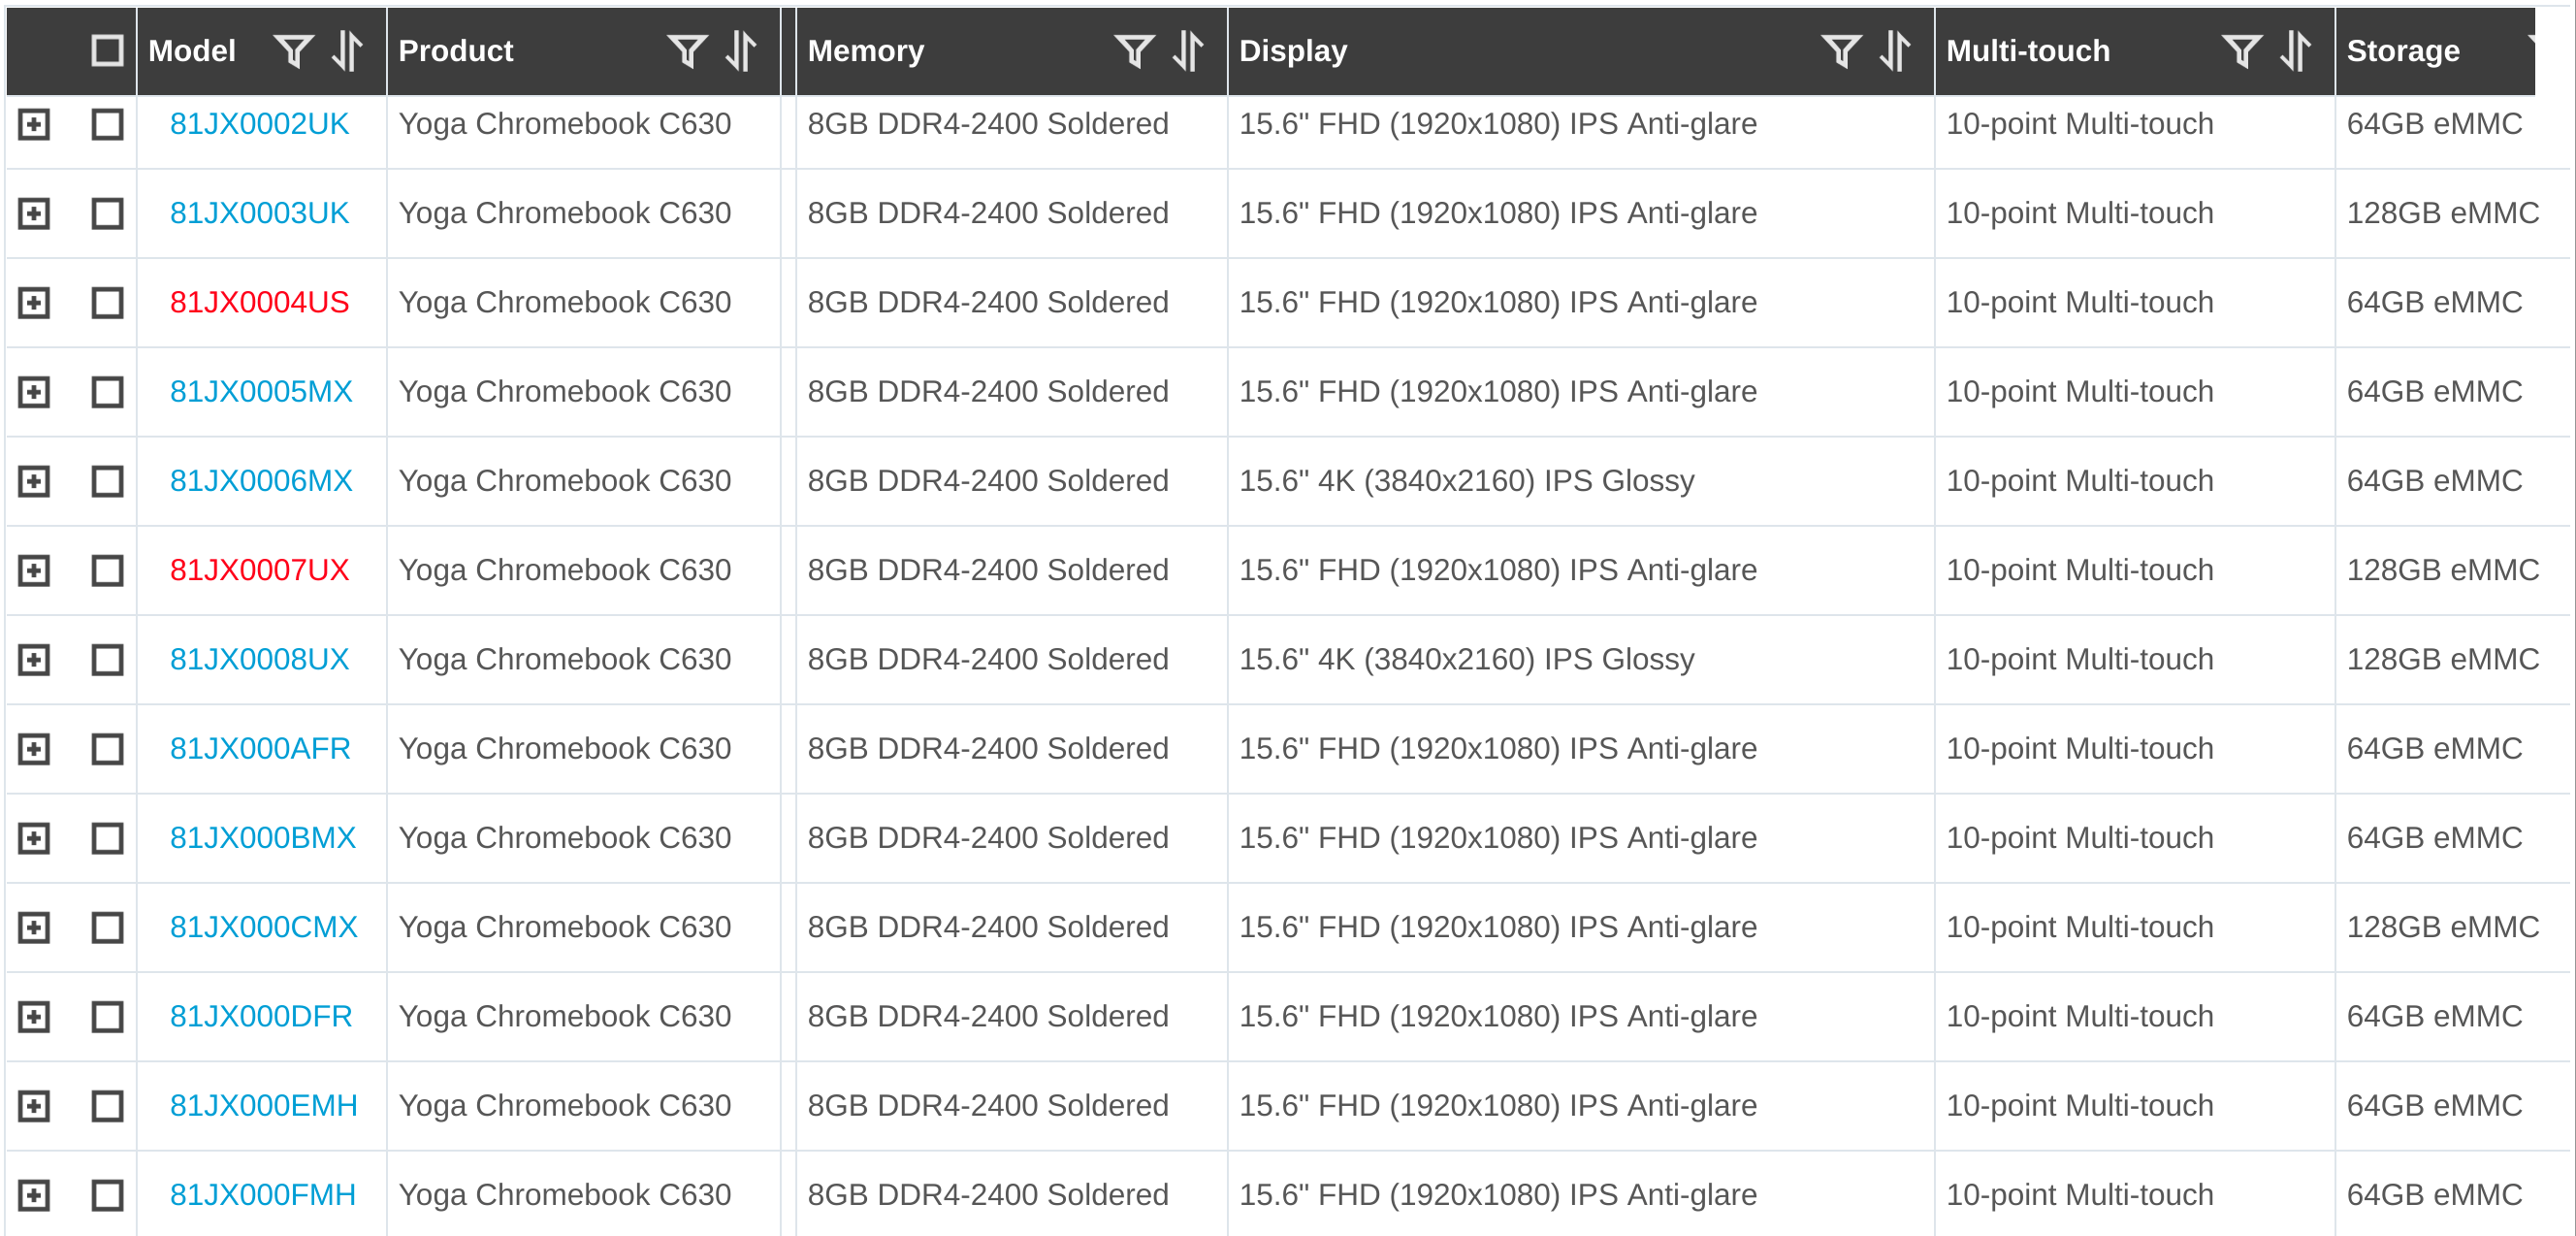 Model Product Memory Display Multi-touch Storage
81JX0002UK Yoga Chromebook C630 8GB DDR4-2400 Soldered 15.6" FHD (1920x1080) IPS Anti-glare 10-point Multi-touch 64GB eMMC
81JX0003UK Yoga Chromebook C630 8GB DDR4-2400 Soldered 15.6" FHD (1920x1080) IPS Anti-glare 10-point Multi-touch 128GB eMMC
81JX0004US Yoga Chromebook C630 8GB DDR4-2400 Soldered 15.6" FHD (1920x1080) IPS Anti-glare 10-point Multi-touch 64GB eMMC
81JX0005MX Yoga Chromebook C630 8GB DDR4-2400 Soldered 15.6" FHD (1920x1080) IPS Anti-glare 10-point Multi-touch 64GB eMMC
81JX0006MX Yoga Chromebook C630 8GB DDR4-2400 Soldered 15.6" 4K (3840x2160) IPS Glossy 10-point Multi-touch 64GB eMMC
81JX0007UX Yoga Chromebook C630 8GB DDR4-2400 Soldered 15.6" FHD (1920x1080) IPS Anti-glare 10-point Multi-touch 128GB eMMC
81JX0008UX Yoga Chromebook C630 8GB DDR4-2400 Soldered 15.6" 4K (3840x2160) IPS Glossy 10-point Multi-touch 128GB eMMC
81JX000AFR Yoga Chromebook C630 8GB DDR4-2400 Soldered 15.6" FHD (1920x1080) IPS Anti-glare 10-point Multi-touch 64GB eMMC
81JX000BMX Yoga Chromebook C630 8GB DDR4-2400 Soldered 15.6" FHD (1920x1080) IPS Anti-glare 10-point Multi-touch 64GB eMMC
81JX000CMX Yoga Chromebook C630 8GB DDR4-2400 Soldered 15.6" FHD (1920x1080) IPS Anti-glare 10-point Multi-touch 128GB eMMC
81JX000DFR Yoga Chromebook C630 8GB DDR4-2400 Soldered 15.6" FHD (1920x1080) IPS Anti-glare 10-point Multi-touch 64GB eMMC
81JX000EMH Yoga Chromebook C630 8GB DDR4-2400 Soldered 15.6" FHD (1920x1080) IPS Anti-glare 10-point Multi-touch 64GB eMMC
81JX000FMH Yoga Chromebook C630 8GB DDR4-2400 Soldered 15.6" FHD (1920x1080) IPS Anti-glare 10-point Multi-touch 64GB eMMC